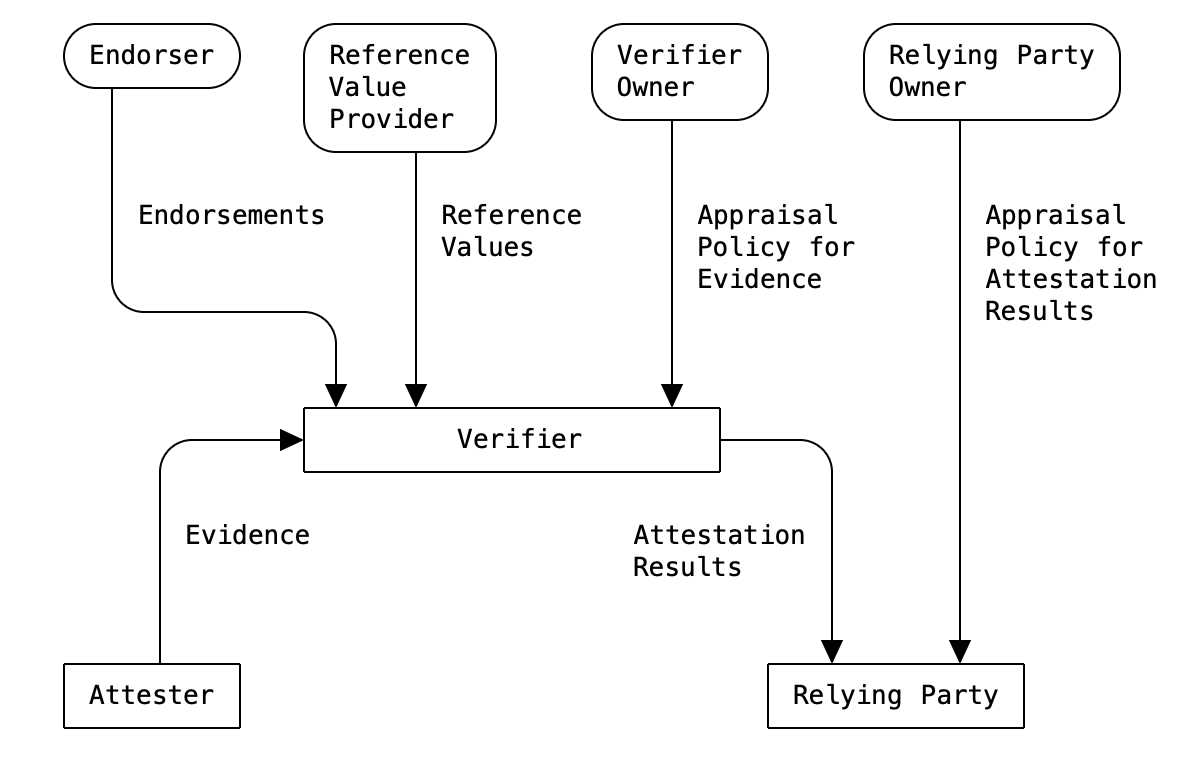 Endorser
Reference
Value
Provider
Verifier
Owner
Relying Party
Owner
Endorsements
Reference
Values
Appraisal
Policy for
Evidence
Appraisal
Policy for
Attestation
Results
Verifier
Evidence
Attestation
Results
Attester
Relying Party